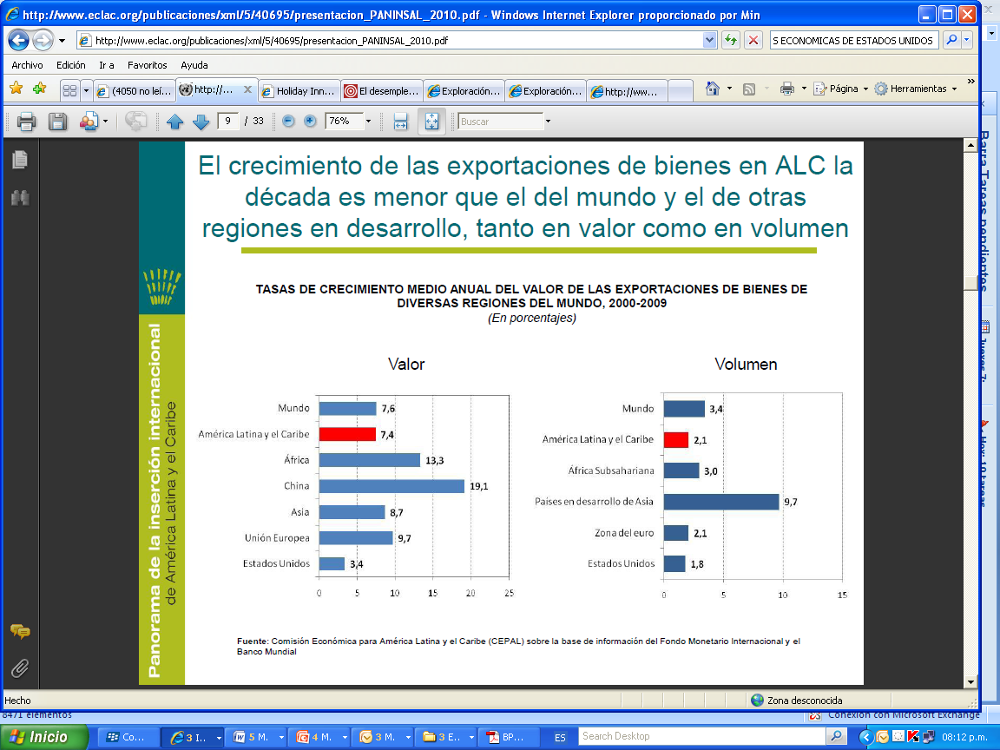 http://www.eclac.org/publicaciones/xml/5/40695/presentacion_PANINSAL_2010.pdf - Windows Internet Explorer proporcionado por Min
http://www.eclac.org/publicaciones/xml/5/40695/presentacion_PANINSAL_2010.pdf
S ECONOMICAS DE ESTADOS UNIDOS
Archivo Edición Ir a Favoritos Ayuda
(4050 no leí... http://... Holiday Inn... El desemple... Exploración... Exploración... http://ww... Página Herramientas
9 / 33 76% Buscar
Barra Tareas pendientes
El crecimiento de las exportaciones de bienes en ALC la
década es menor que el del mundo y el de otras
regiones en desarrollo, tanto en valor como en volumen
Panorama de la inserción internacional
de América Latina y el Caribe
TASAS DE CRECIMIENTO MEDIO ANUAL DEL VALOR DE LAS EXPORTACIONES DE BIENES DE
DIVERSAS REGIONES DEL MUNDO, 2000-2009
(En porcentajes)
Valor
Mundo 7,6
América Latina y el Caribe 7,4
África 13,3
China 19,1
Asia 8,7
Unión Europea 9,7
Estados Unidos 3,4
0 5 10 15 20 25
Volumen
Mundo 3,4
América Latina y el Caribe 2,1
África Subsahariana 3,0
Países en desarrollo de Asia 9,7
Zona del euro 2,1
Estados Unidos 1,8
0 5 10 15
Fuente: Comisión Económica para América Latina y el Caribe (CEPAL) sobre la base de información del Fondo Monetario Internacional y el
Banco Mundial
Hecho
Zona desconocida
8471 elementos
Conexión con Microsoft Exchange
Inicio Co... 3 I... 5 M. 4 M. 3 M. 3 E.. BP... ES Search Desktop 08:12 p.m.